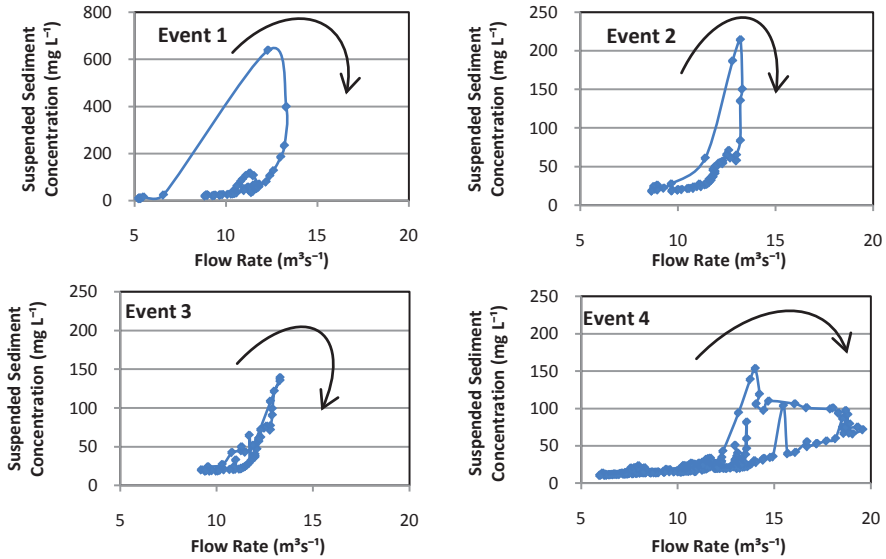 Event 1
Suspended Sediment
Concentration (mg L⁻¹)
800
600
400
200
0
5
10
15
20
Flow Rate (m³s⁻¹)
Event 2
Suspended Sediment
Concentration (mg L⁻¹)
250
200
150
100
50
0
5
10
15
20
Flow Rate (m³s⁻¹)
Event 3
Suspended Sediment
Concentration (mg L⁻¹)
250
200
150
100
50
0
5
10
15
20
Flow Rate (m³s⁻¹)
Event 4
Suspended Sediment
Concentration (mg L⁻¹)
250
200
150
100
50
0
5
10
15
20
Flow Rate (m³s⁻¹)